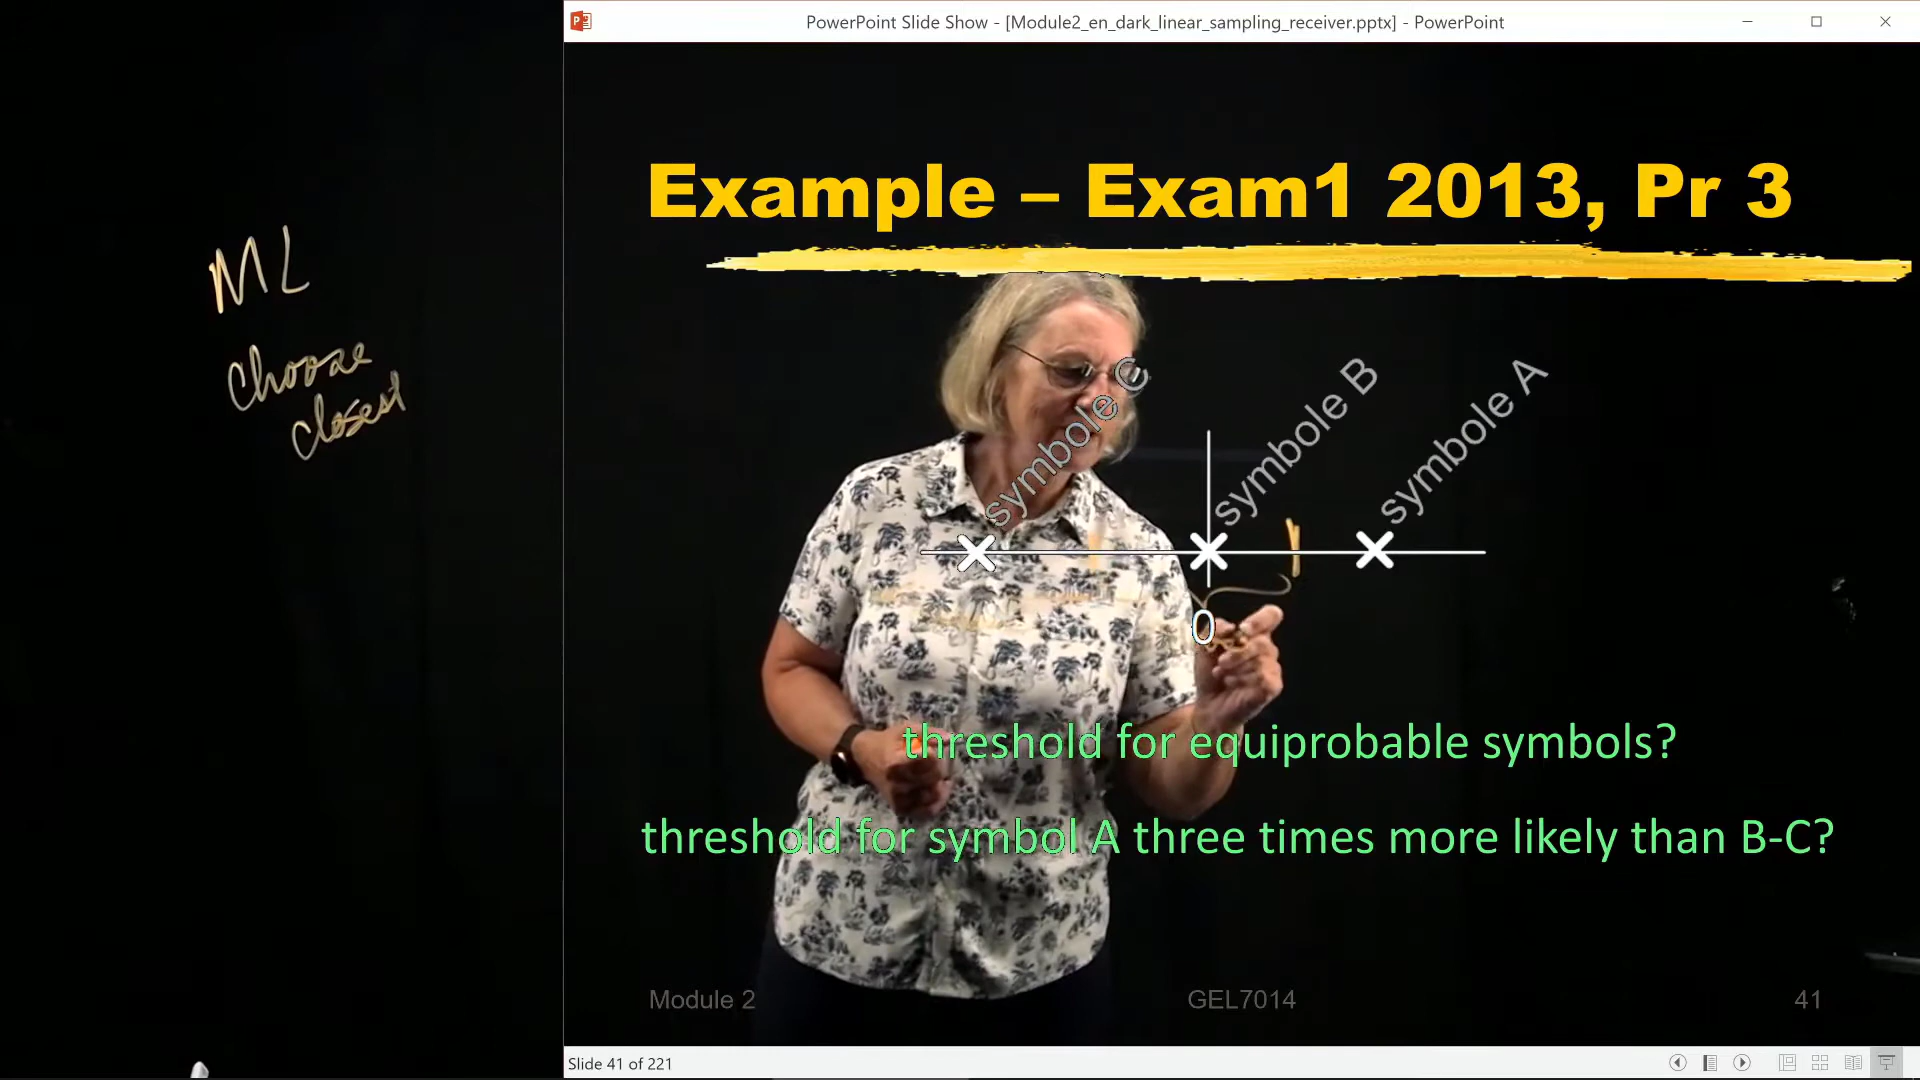 PowerPoint Slide Show - [Module2_en_dark_linear_sampling_receiver.pptx] - PowerPoint
Example – Exam1 2013, Pr 3
ML
choose
closest
symbole C
symbole B
symbole A
0
threshold for equiprobable symbols?
threshold for symbol A three times more likely than B-C?
Module 2
GEL7014
41
Slide 41 of 221